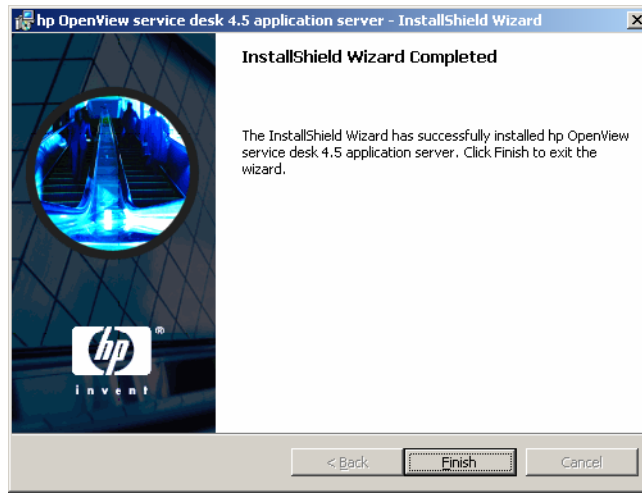 hp OpenView service desk 4.5 application server - InstallShield Wizard
InstallShield Wizard Completed
The InstallShield Wizard has successfully installed hp OpenView
service desk 4.5 application server. Click Finish to exit the
wizard.
hp
®
invent
< Back
Finish
Cancel